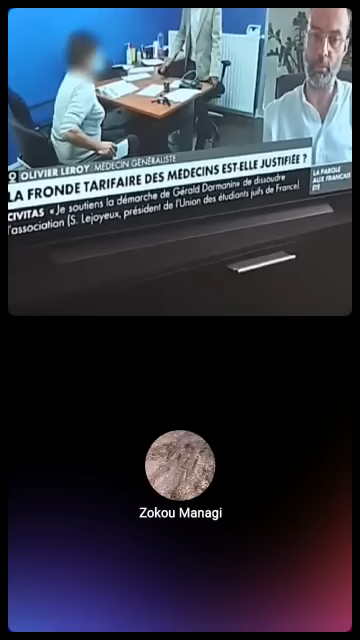 OLIVIER LEROY MÉDECIN GÉNÉRALISTE
LA FRONDE TARIFAIRE DES MÉDECINS EST-ELLE JUSTIFIÉE ?
CIVITAS «Je soutiens la démarche de Gérald Darmanin» de dissoudre
l'association (S. Lejoyeux, président de l'Union des étudiants juifs de France)
LA PAROLE
AUX FRANÇAIS
ÉTÉ
Zokou Managi